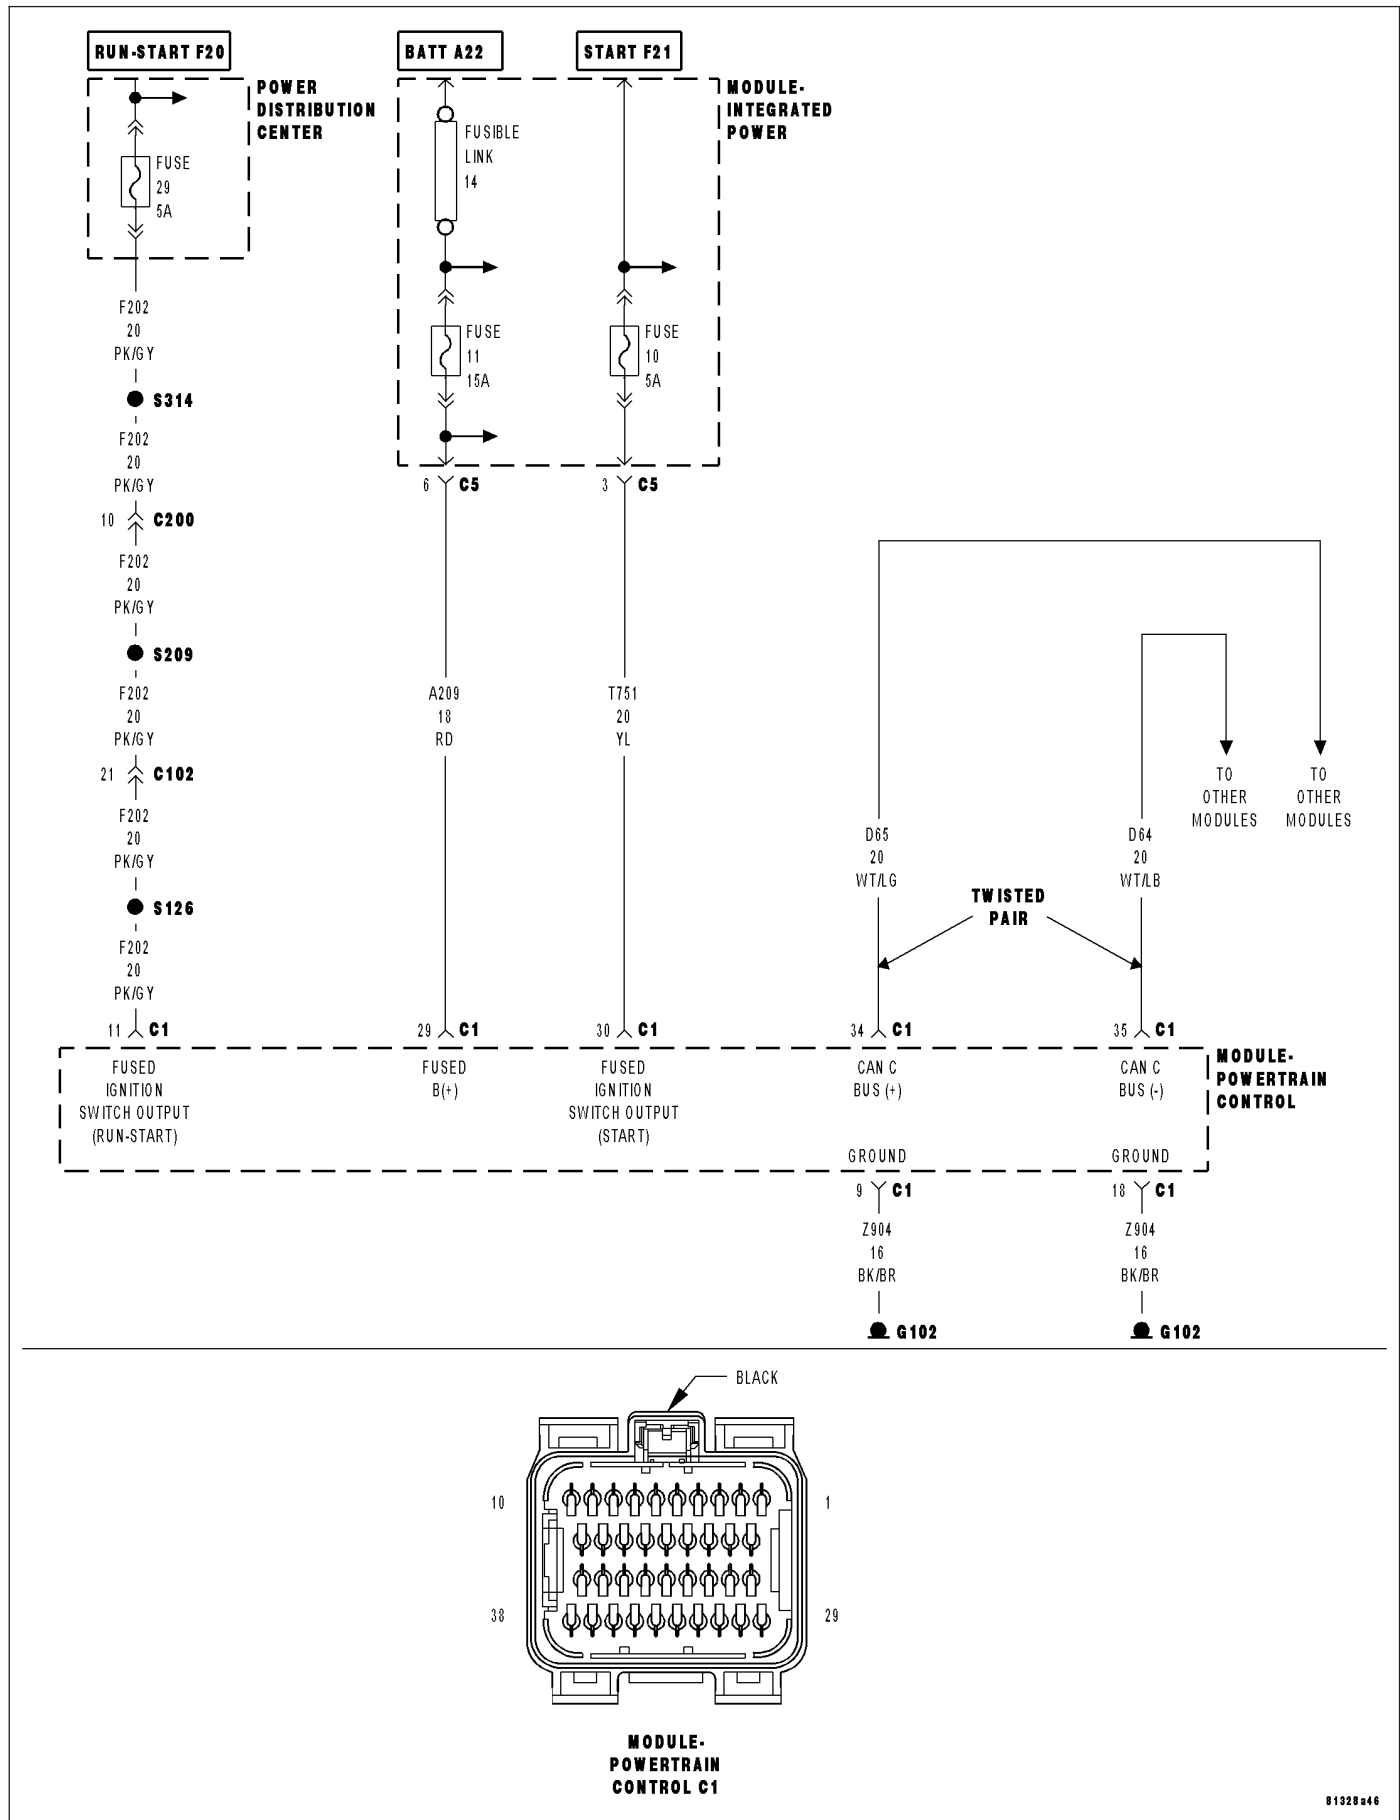 RUN-START F20
BATT A22
START F21
POWER
DISTRIBUTION
CENTER
MODULE-
INTEGRATED
POWER
FUSE
29
5A
FUSIBLE
LINK
14
FUSE
11
15A
FUSE
10
5A
F202
20
PK/GY
S314
F202
20
PK/GY
10 C200
F202
20
PK/GY
S209
F202
20
PK/GY
21 C102
F202
20
PK/GY
S126
F202
20
PK/GY
6 C5
3 C5
A209
18
RD
T751
20
YL
TO
OTHER
MODULES
TO
OTHER
MODULES
D65
20
WT/LG
D64
20
WT/LB
TWISTED
PAIR
11 C1
29 C1
30 C1
34 C1
35 C1
FUSED
IGNITION
SWITCH OUTPUT
(RUN-START)
FUSED
B(+)
FUSED
IGNITION
SWITCH OUTPUT
(START)
CAN C
BUS (+)
CAN C
BUS (-)
MODULE-
POWERTRAIN
CONTROL
GROUND
GROUND
9 C1
18 C1
Z904
16
BK/BR
Z904
16
BK/BR
G102
G102
BLACK
10
1
38
29
MODULE-
POWERTRAIN
CONTROL C1
81328a46